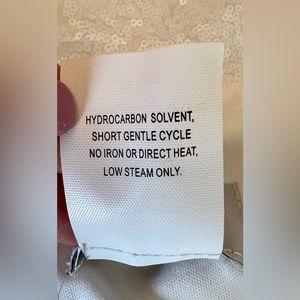 HYDROCARBON SOLVENT,
SHORT GENTLE CYCLE
NO IRON OR DIRECT HEAT,
LOW STEAM ONLY.